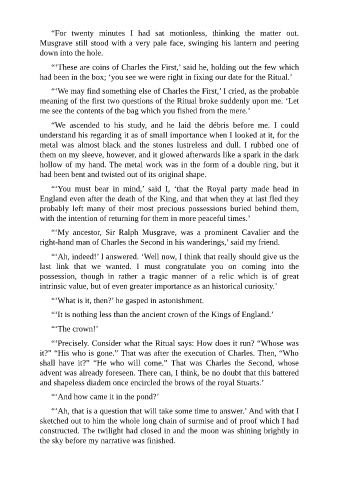 “For twenty minutes I had sat motionless, thinking the matter out.
Musgrave still stood with a very pale face, swinging his lantern and peering
down into the hole.
“‘These are coins of Charles the First,’ said he, holding out the few which
had been in the box; ‘you see we were right in fixing our date for the Ritual.’
“‘We may find something else of Charles the First,’ I cried, as the probable
meaning of the first two questions of the Ritual broke suddenly upon me. ‘Let
me see the contents of the bag which you fished from the mere.’
“We ascended to his study, and he laid the débris before me. I could
understand his regarding it as of small importance when I looked at it, for the
metal was almost black and the stones lustreless and dull. I rubbed one of
them on my sleeve, however, and it glowed afterwards like a spark in the dark
hollow of my hand. The metal work was in the form of a double ring, but it
had been bent and twisted out of its original shape.
“‘You must bear in mind,’ said I, ‘that the Royal party made head in
England even after the death of the King, and that when they at last fled they
probably left many of their most precious possessions buried behind them,
with the intention of returning for them in more peaceful times.’
“‘My ancestor, Sir Ralph Musgrave, was a prominent Cavalier and the
right-hand man of Charles the Second in his wanderings,’ said my friend.
“‘Ah, indeed!’ I answered. ‘Well now, I think that really should give us the
last link that we wanted. I must congratulate you on coming into the
possession, though in rather a tragic manner of a relic which is of great
intrinsic value, but of even greater importance as an historical curiosity.’
“‘What is it, then?’ he gasped in astonishment.
“‘It is nothing less than the ancient crown of the Kings of England.’
“‘The crown!’
“‘Precisely. Consider what the Ritual says: How does it run? “Whose was
it?” “His who is gone.” That was after the execution of Charles. Then, “Who
shall have it?” “He who will come.” That was Charles the Second, whose
advent was already foreseen. There can, I think, be no doubt that this battered
and shapeless diadem once encircled the brows of the royal Stuarts.’
“‘And how came it in the pond?’
“‘Ah, that is a question that will take some time to answer.’ And with that I
sketched out to him the whole long chain of surmise and of proof which I had
constructed. The twilight had closed in and the moon was shining brightly in
the sky before my narrative was finished.